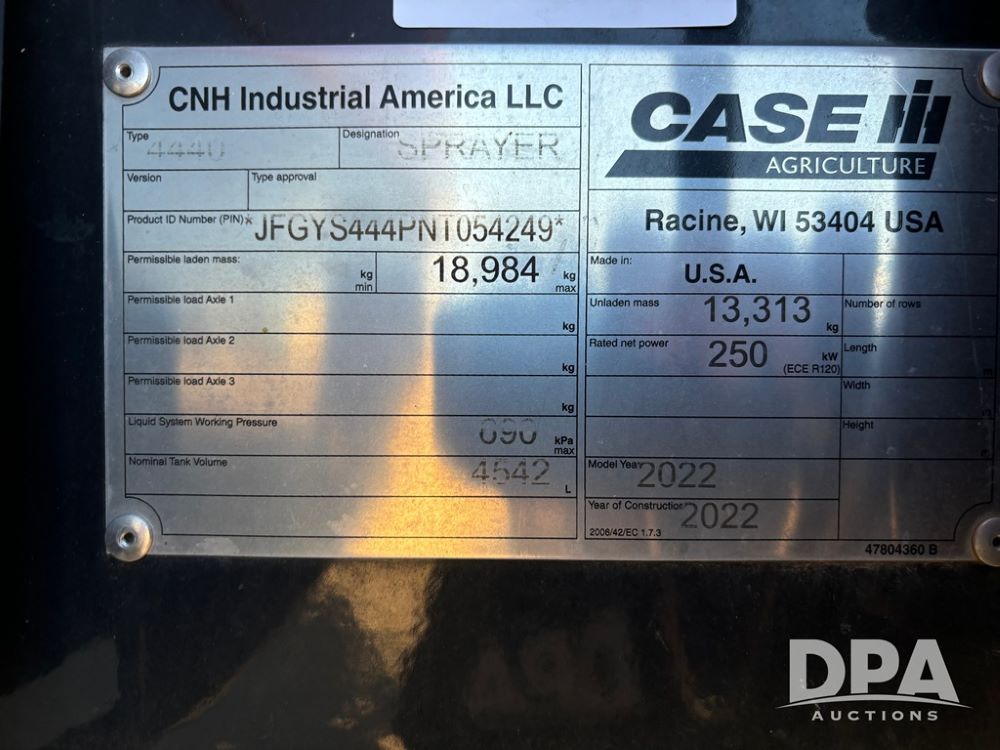 CNH Industrial America LLC
Type 4440
Designation SPRAYER
Version
Type approval
Product ID Number (PIN) *JFGYS444PNT054249*
Permissible laden mass: kg min 18,984 kg max
Permissible load Axle 1 kg
Permissible load Axle 2 kg
Permissible load Axle 3 kg
Liquid System Working Pressure 690 kPa max
Nominal Tank Volume 4542 L
CASE IH
AGRICULTURE
Racine, WI 53404 USA
Made in: U.S.A.
Unladen mass 13,313 kg
Number of rows
Rated net power 250 kW (ECE R120)
Length
Width
Height
Model Year 2022
Year of Construction 2022
2006/42/EC 1.7.3
47804360 B
DPA
AUCTIONS